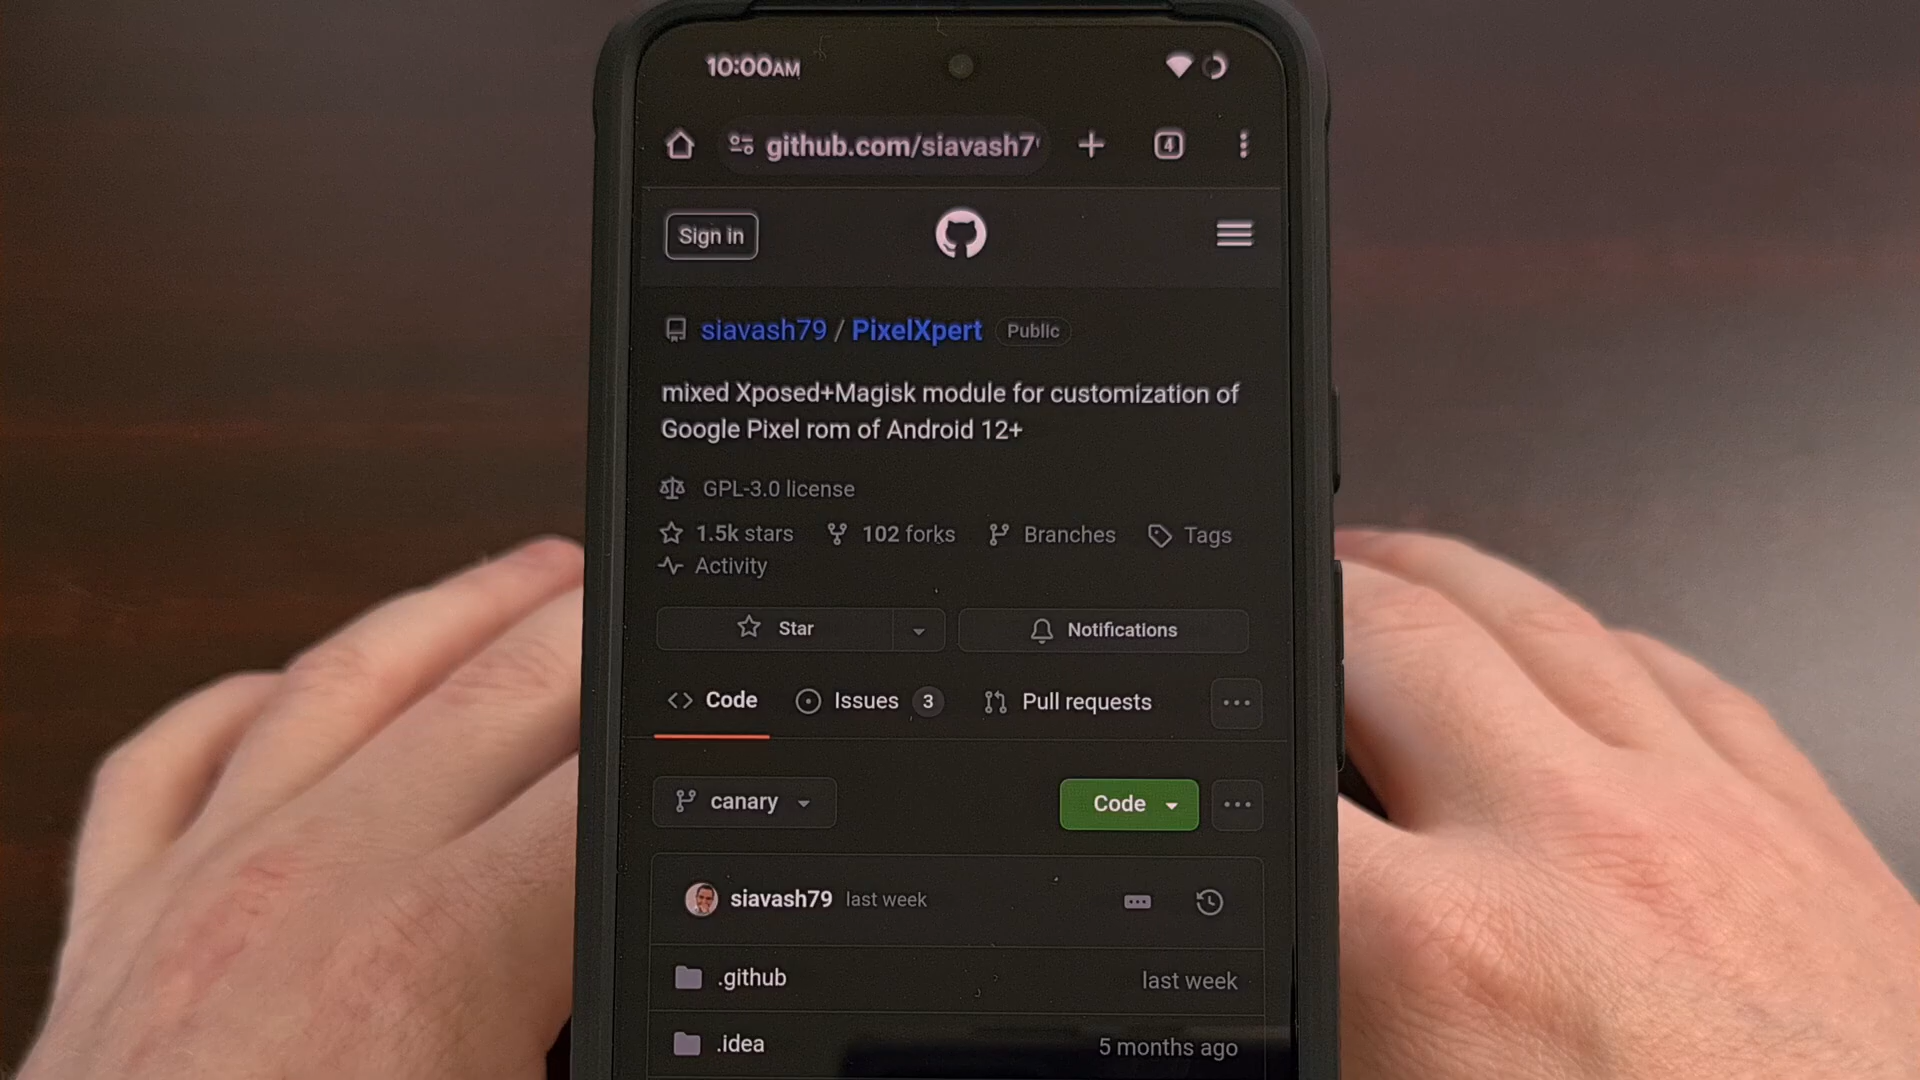 10:00AM
github.com/siavash7
4
Sign in
siavash79 / PixelXpert Public
mixed Xposed+Magisk module for customization of
Google Pixel rom of Android 12+
GPL-3.0 license
1.5k stars 102 forks Branches Tags
Activity
Star Notifications
Code Issues 3 Pull requests
canary Code
siavash79 last week
.github last week
.idea 5 months ago